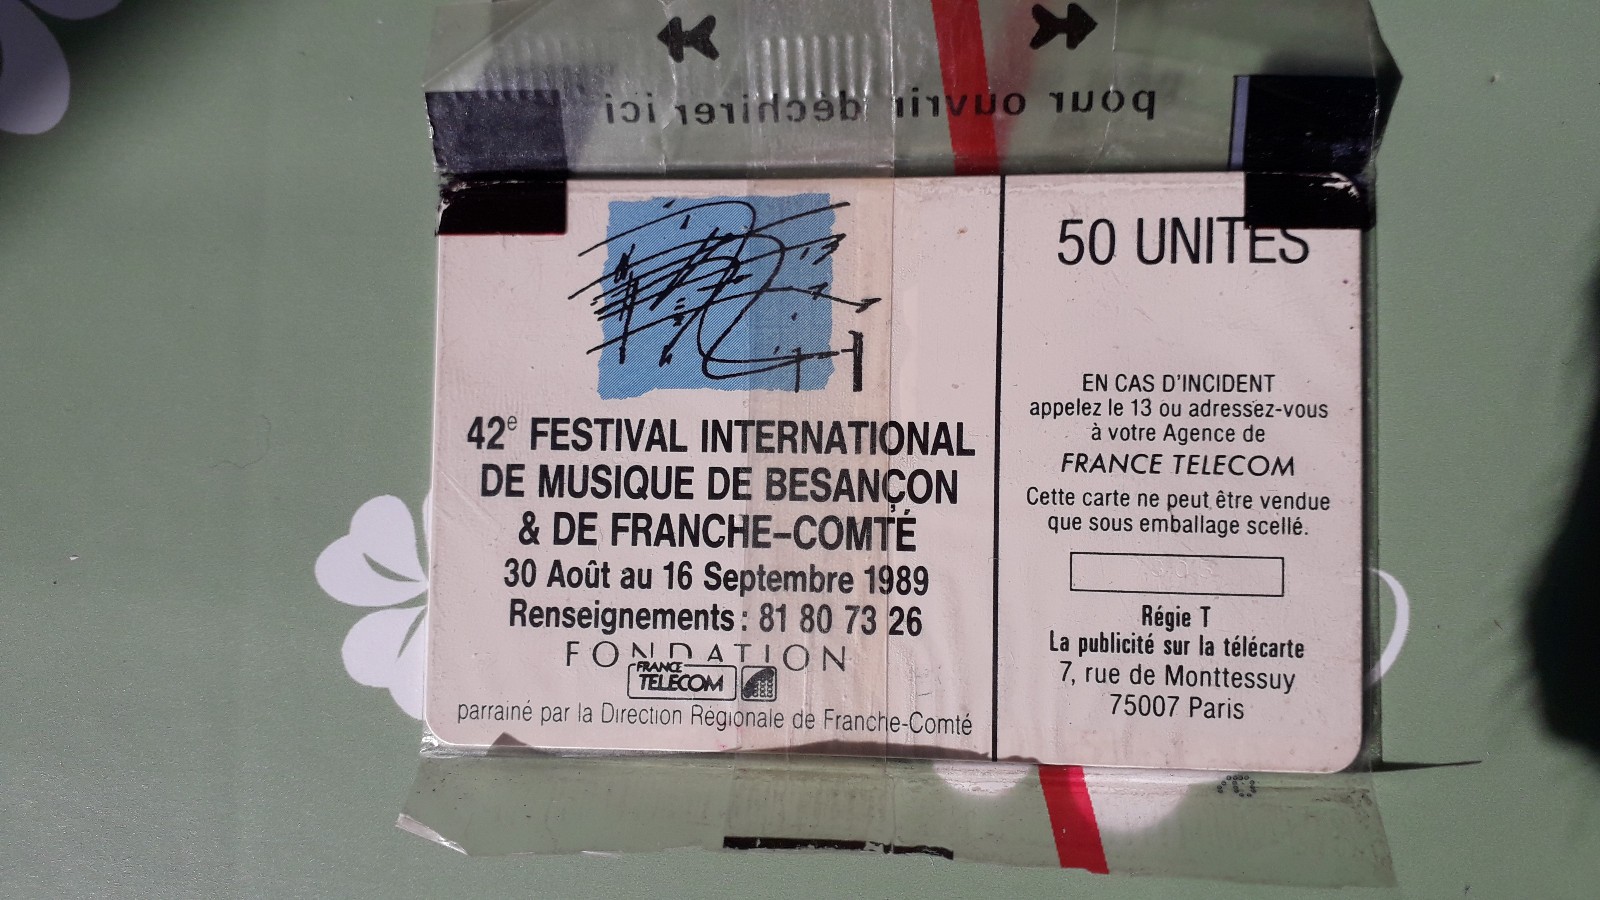 pour ouvrir déchirer ici
42e FESTIVAL INTERNATIONAL
DE MUSIQUE DE BESANÇON
& DE FRANCHE-COMTÉ
30 Août au 16 Septembre 1989
Renseignements : 81 80 73 26
FONDATION
FRANCE
TELECOM
parrainé par la Direction Régionale de Franche-Comté
50 UNITES
EN CAS D'INCIDENT
appelez le 13 ou adressez-vous
à votre Agence de
FRANCE TELECOM
Cette carte ne peut être vendue
que sous emballage scellé.
Régie T
La publicité sur la télécarte
7, rue de Monttessuy
75007 Paris